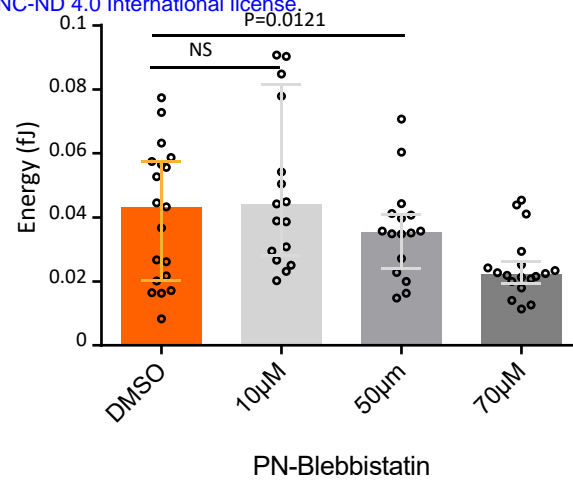 NC-ND 4.0 International license.
P=0.0121
NS
0.1
0.08
0.06
0.04
0.02
0
Energy (fJ)
DMSO
10µM
50µm
70µM
PN-Blebbistatin